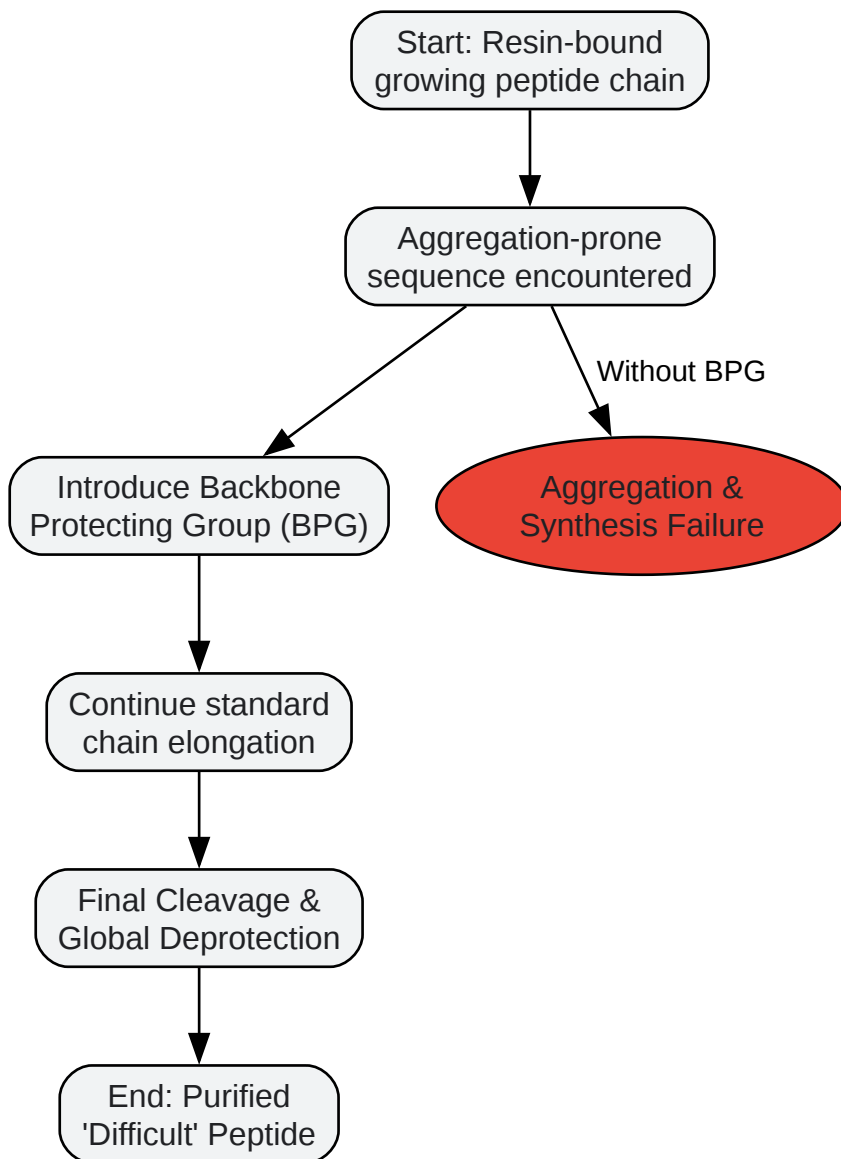 Start: Resin-bound
growing peptide chain
Aggregation-prone
sequence encountered
Without BPG
Introduce Backbone
Protecting Group (BPG)
Aggregation &
Synthesis Failure
Continue standard
chain elongation
Final Cleavage &
Global Deprotection
End: Purified
'Difficult' Peptide